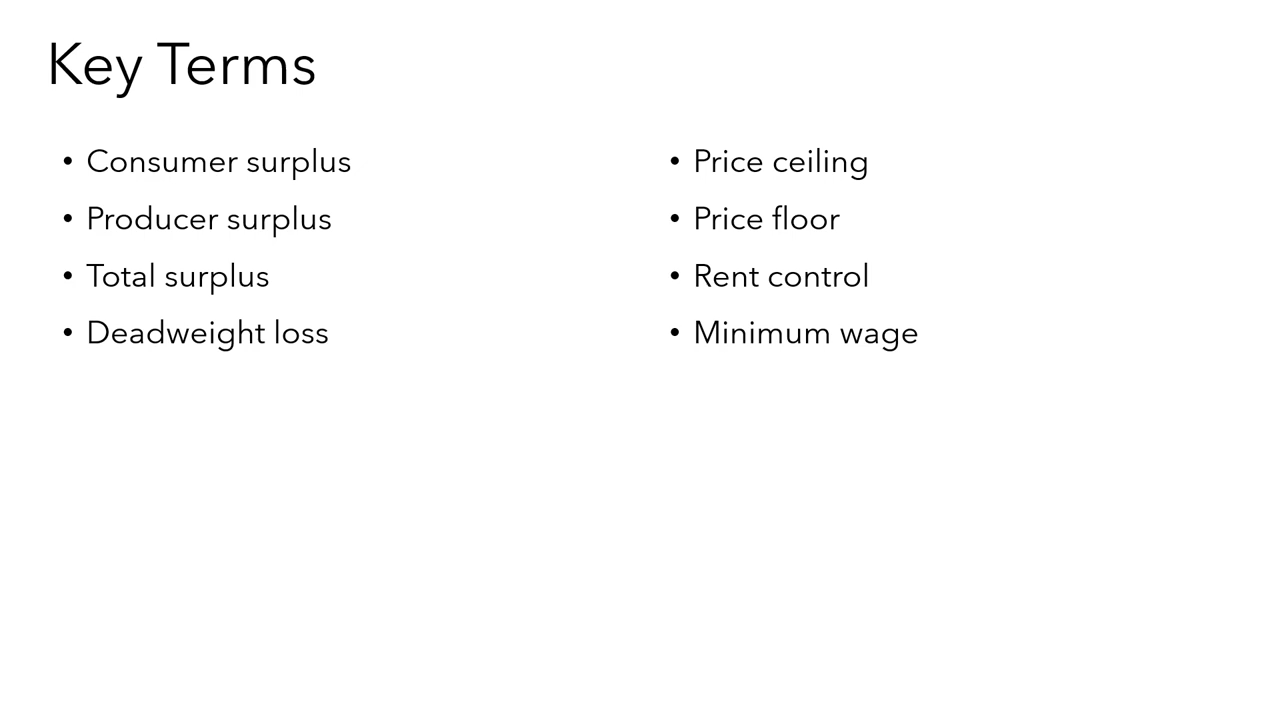 Key Terms
• Consumer surplus
• Producer surplus
• Total surplus
• Deadweight loss
• Price ceiling
• Price floor
• Rent control
• Minimum wage